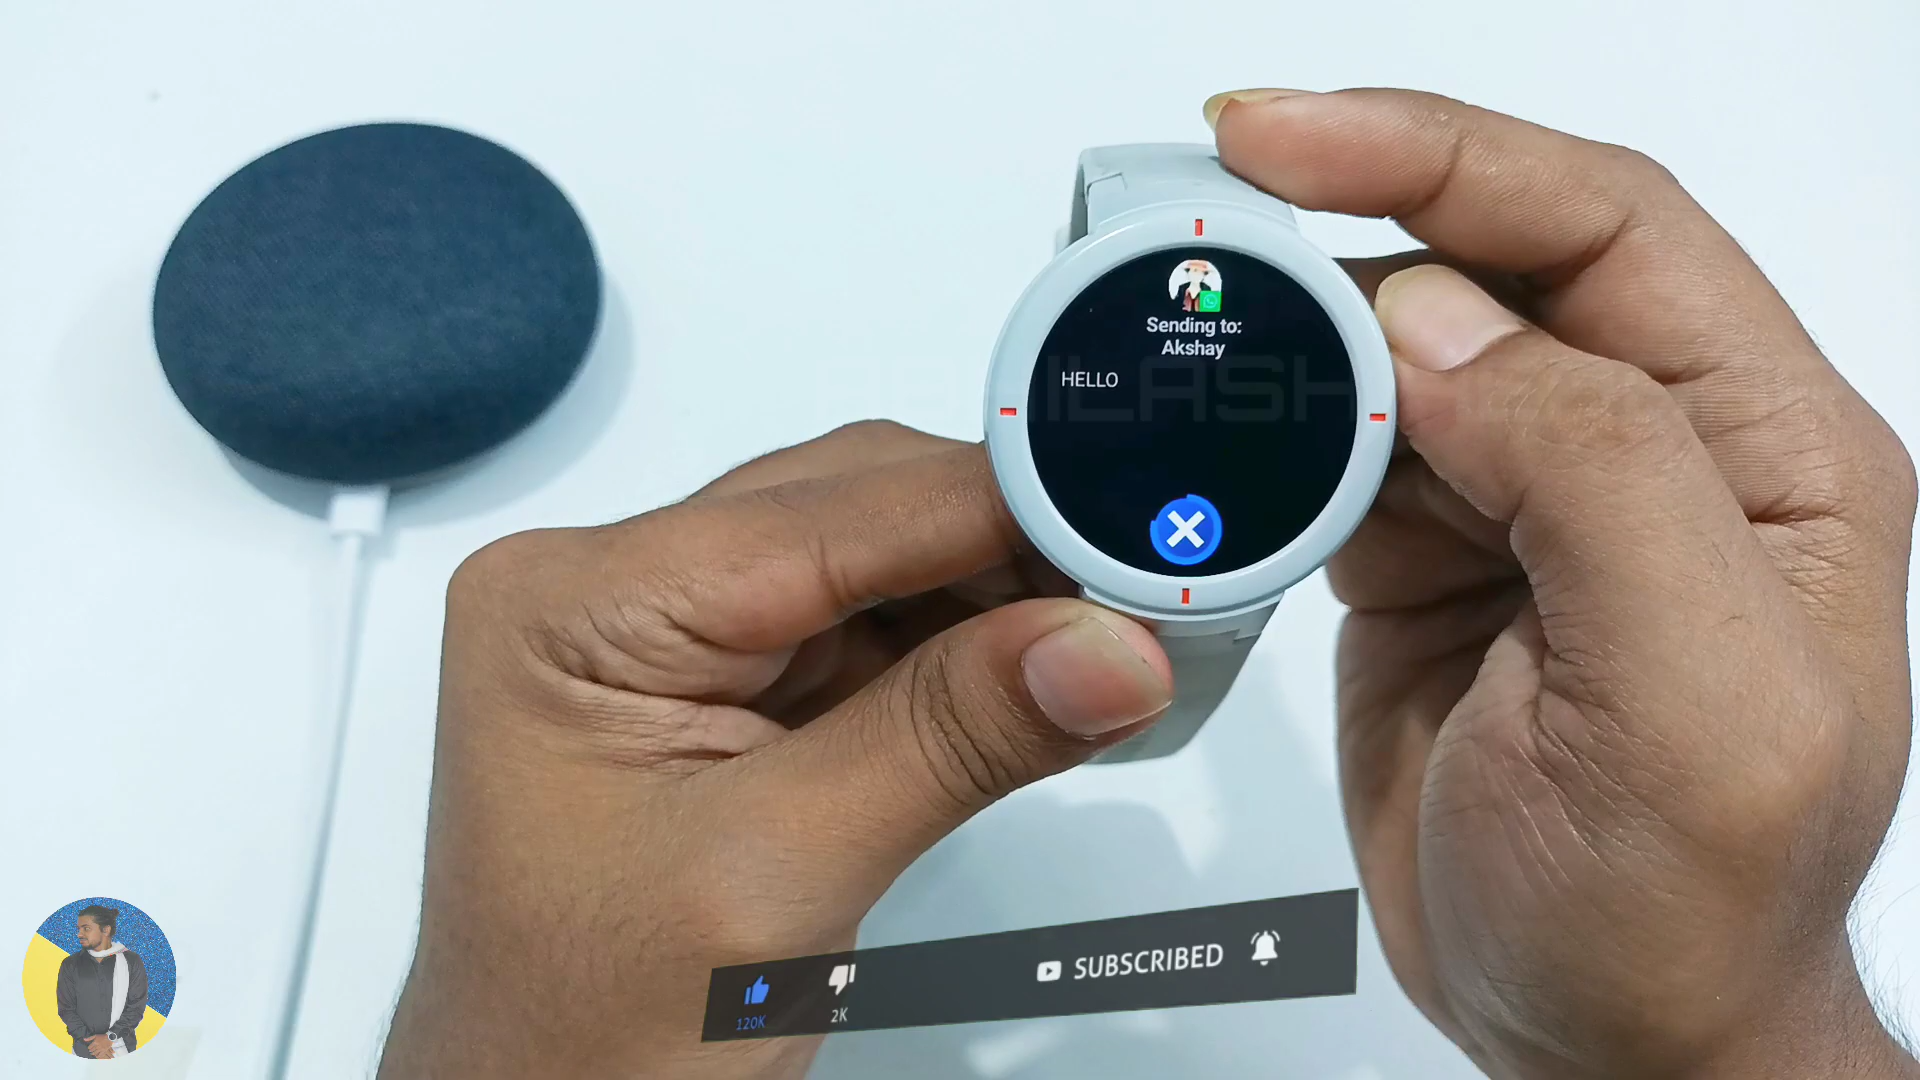 Sending to:
Akshay
HELLO
120K
2K
SUBSCRIBED